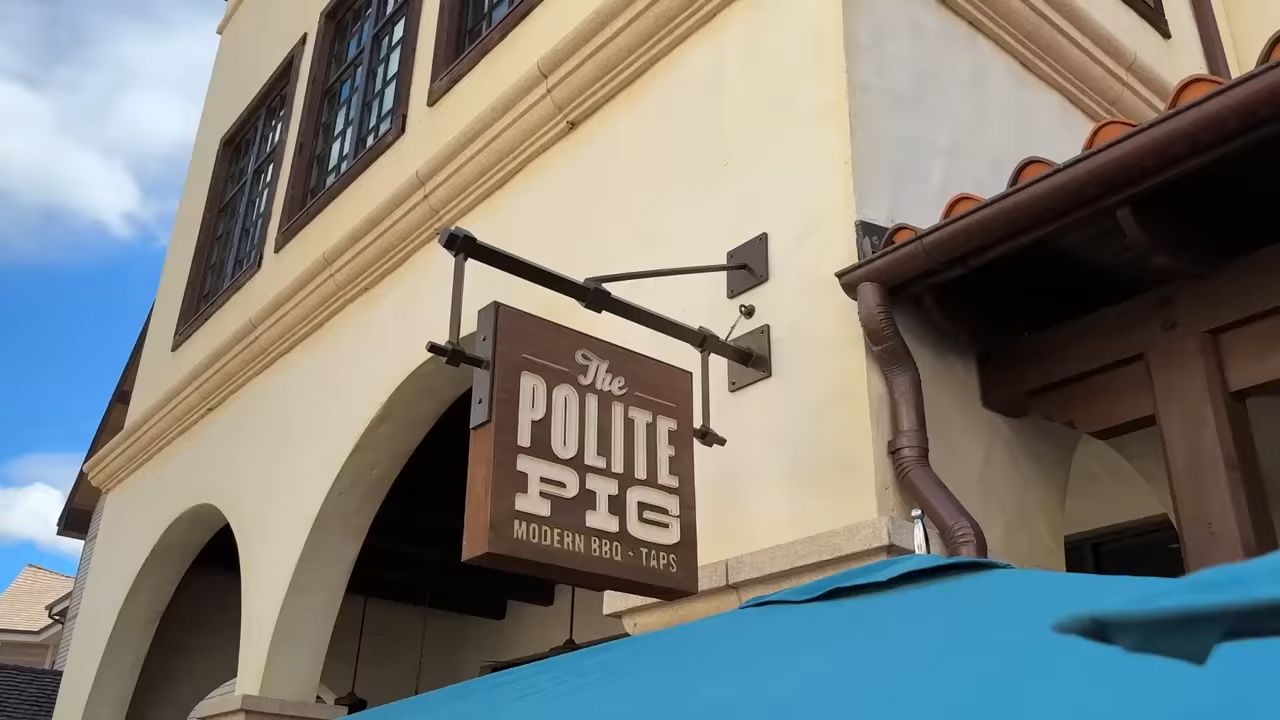 The
POLITE
PIG
MODERN BBQ + TAPS